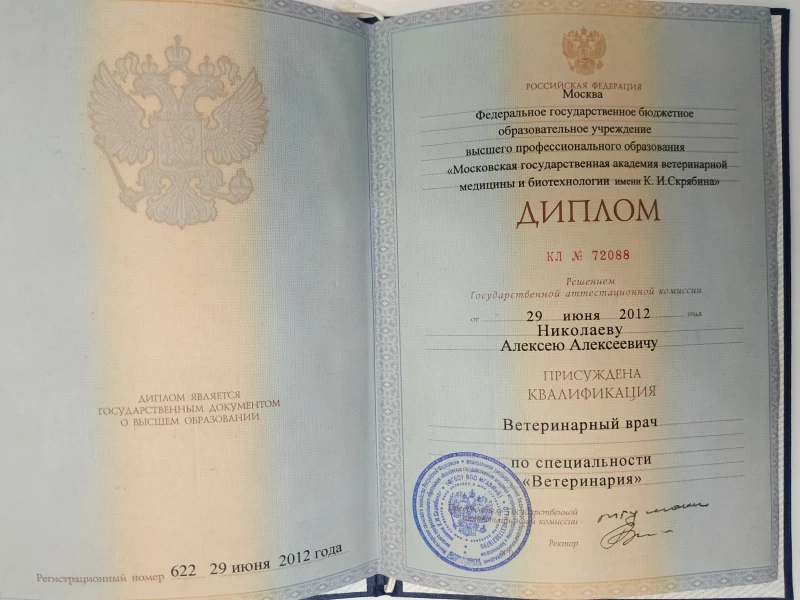 ДИПЛОМ ЯВЛЯЕТСЯ
ГОСУДАРСТВЕННЫМ ДОКУМЕНТОМ
О ВЫСШЕМ ОБРАЗОВАНИИ
Регистрационный номер 622 29 июня 2012 года
РОССИЙСКАЯ ФЕДЕРАЦИЯ
Москва
Федеральное государственное бюджетное
образовательное учреждение
высшего профессионального образования
«Московская государственная академия ветеринарной
медицины и биотехнологии имени К. И.Скрябина»
ДИПЛОМ
КЛ № 72088
Решением
Государственной аттестационной комиссии
от 29 июня 2012 года
Николаеву
Алексею Алексеевичу
ПРИСУЖДЕНА
КВАЛИФИКАЦИЯ
Ветеринарный врач
по специальности
«Ветеринария»
Государственной
комиссии
Ректор